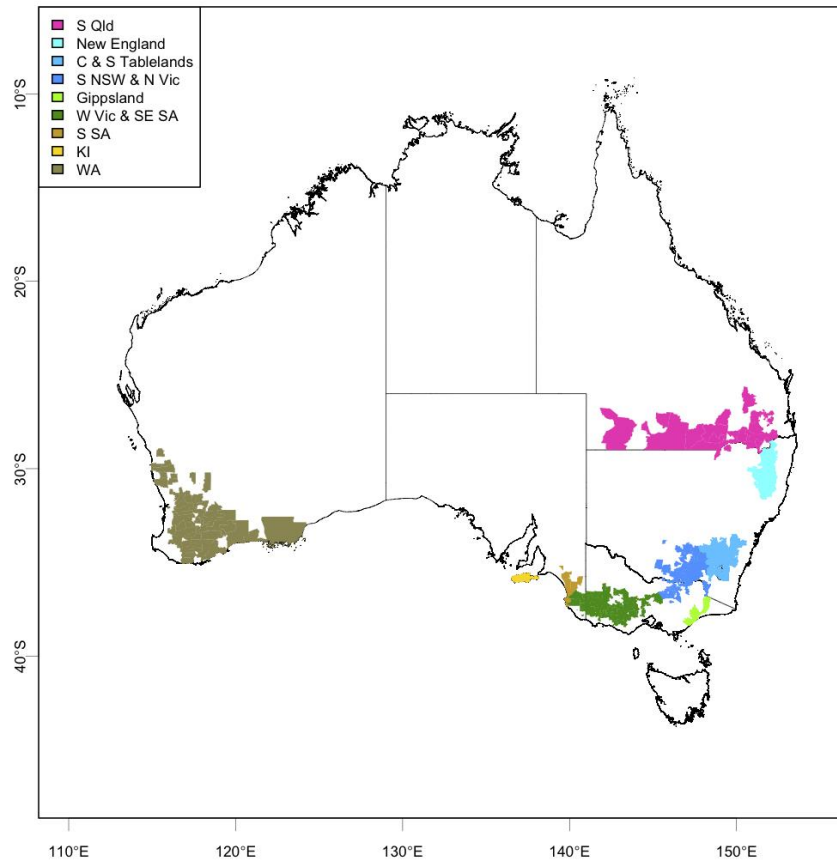 S Qld
New England
C & S Tablelands
S NSW & N Vic
Gippsland
W Vic & SE SA
S SA
KI
WA
10°S
20°S
30°S
40°S
110°E
120°E
130°E
140°E
150°E